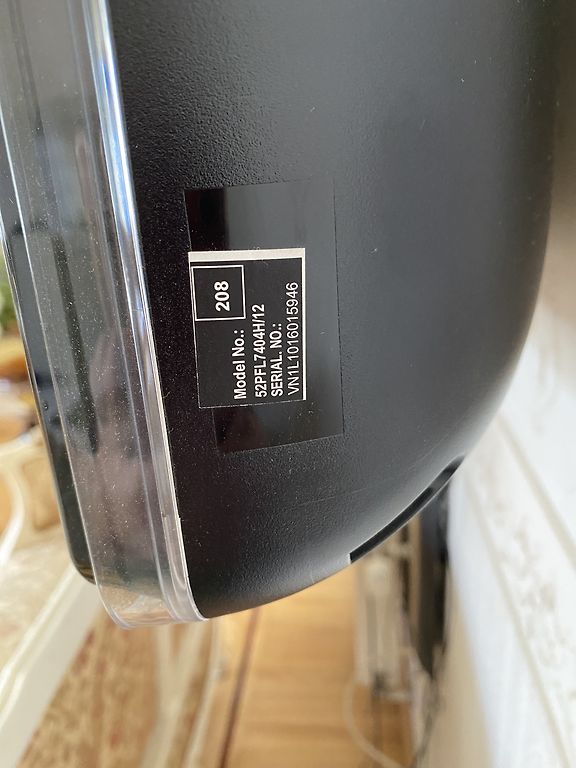 208
Model No.:
52PFL7404H/12
SERIAL. NO.:
VN1L1016015946